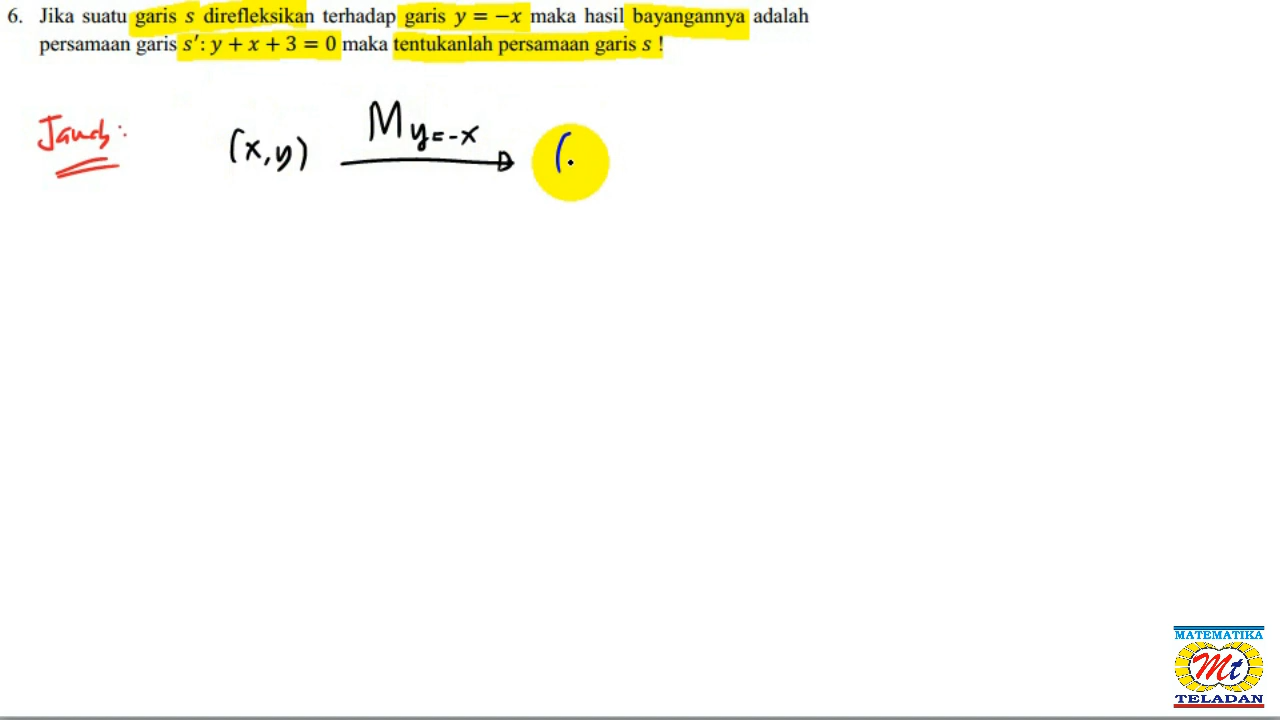 6. Jika suatu garis s direfleksikan terhadap garis y = −x maka hasil bayangannya adalah
persamaan garis s′: y + x + 3 = 0 maka tentukanlah persamaan garis s !
Jawab:
(x,y) M y=-x (
MATEMATIKA
Mt
TELADAN